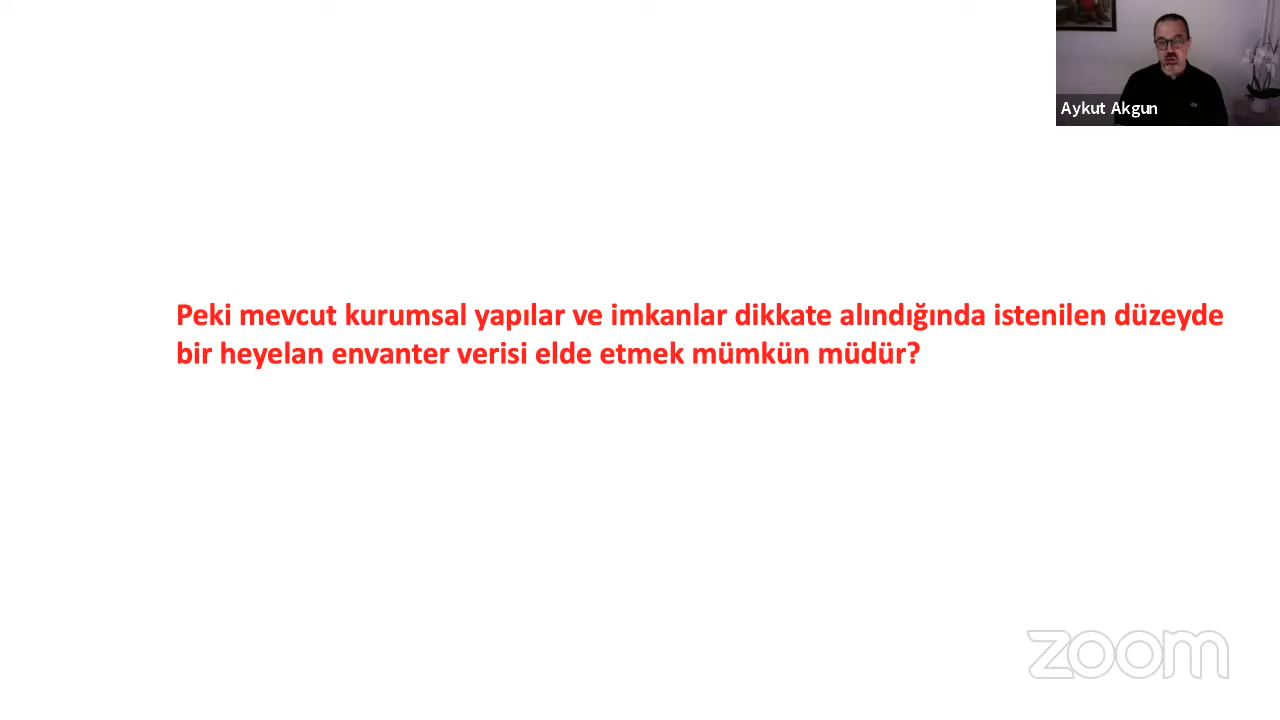 Aykut Akgun
Peki mevcut kurumsal yapılar ve imkanlar dikkate alındığında istenilen düzeyde
bir heyelan envanter verisi elde etmek mümkün müdür?
zoom